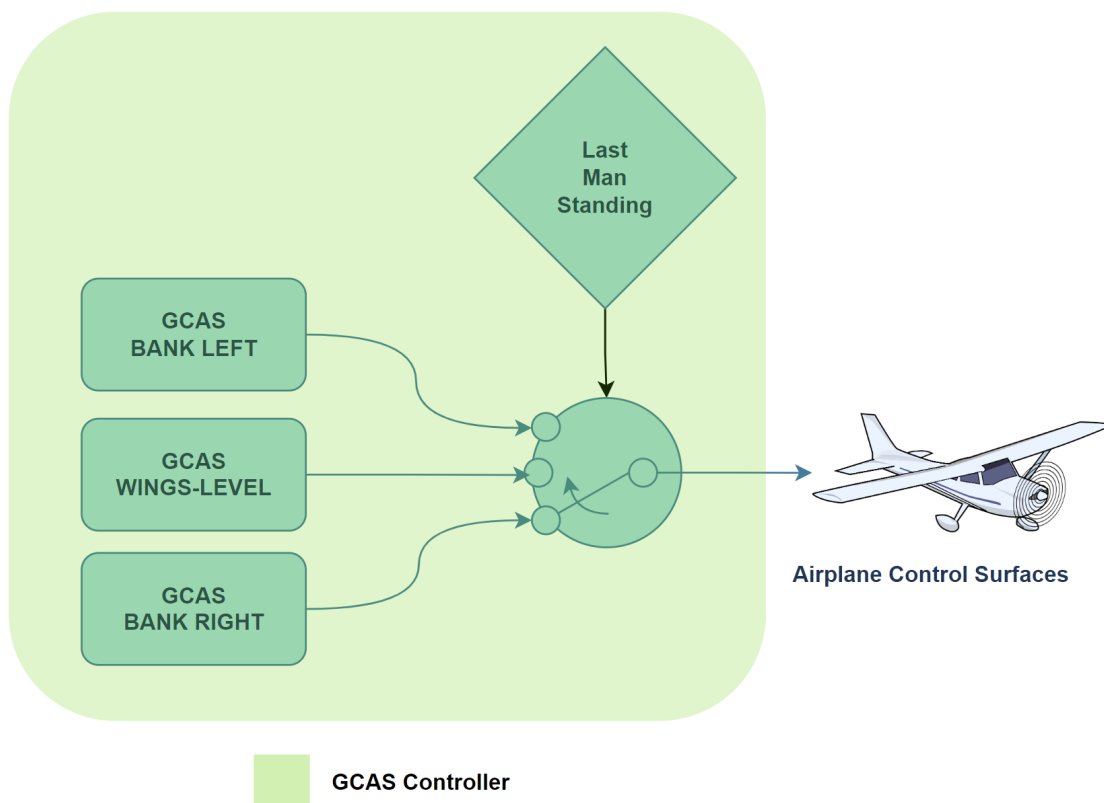 Last
Man
Standing
GCAS
BANK LEFT
GCAS
WINGS-LEVEL
GCAS
BANK RIGHT
Airplane Control Surfaces
GCAS Controller